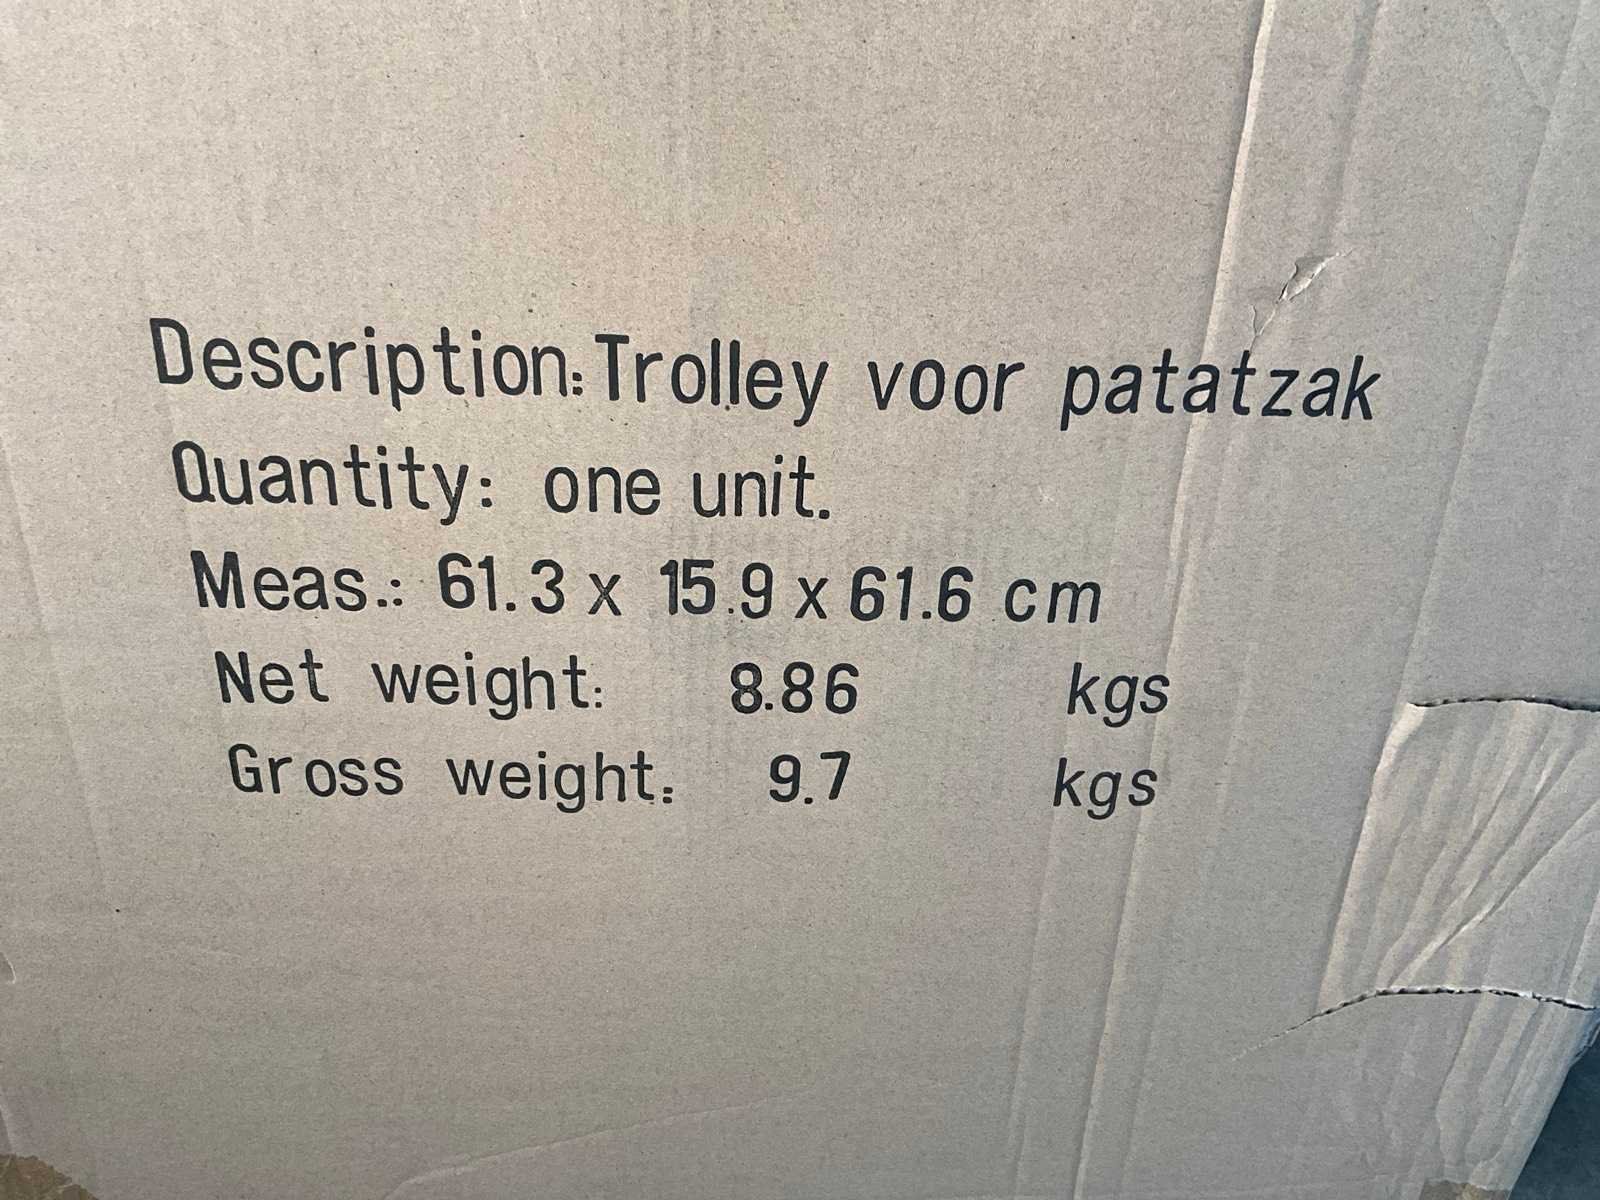 Description: Trolley voor patatzak
Quantity: one unit.
Meas.: 61.3 x 15.9 x 61.6 cm
Net weight: 8.86 kgs
Gross weight: 9.7 kgs